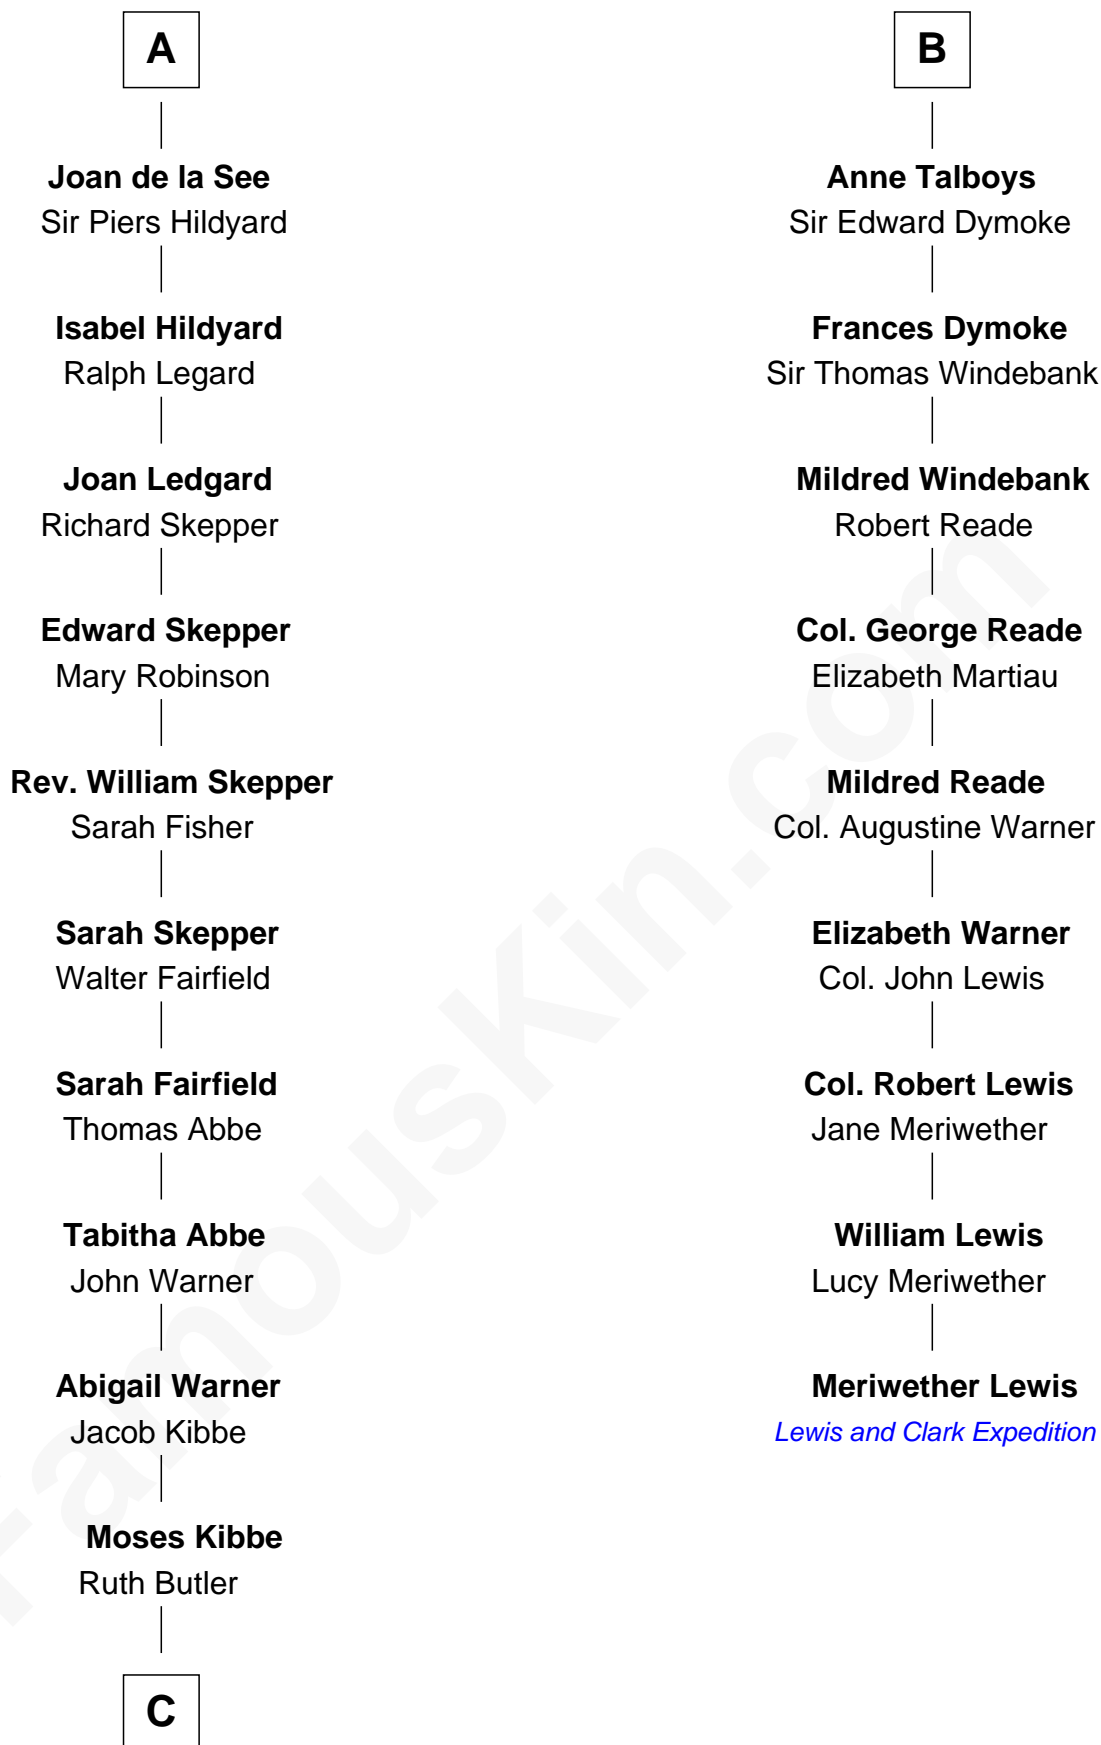 A
Joan de la See
Sir Piers Hildyard
Isabel Hildyard
Ralph Legard
Joan Ledgard
Richard Skepper
Edward Skepper
Mary Robinson
Rev. William Skepper
Sarah Fisher
Sarah Skepper
Walter Fairfield
Sarah Fairfield
Thomas Abbe
Tabitha Abbe
John Warner
Abigail Warner
Jacob Kibbe
Moses Kibbe
Ruth Butler
C
B
Anne Talboys
Sir Edward Dymoke
Frances Dymoke
Sir Thomas Windebank
Mildred Windebank
Robert Reade
Col. George Reade
Elizabeth Martiau
Mildred Reade
Col. Augustine Warner
Elizabeth Warner
Col. John Lewis
Col. Robert Lewis
Jane Meriwether
William Lewis
Lucy Meriwether
Meriwether Lewis
Lewis and Clark Expedition
FamousKin.com